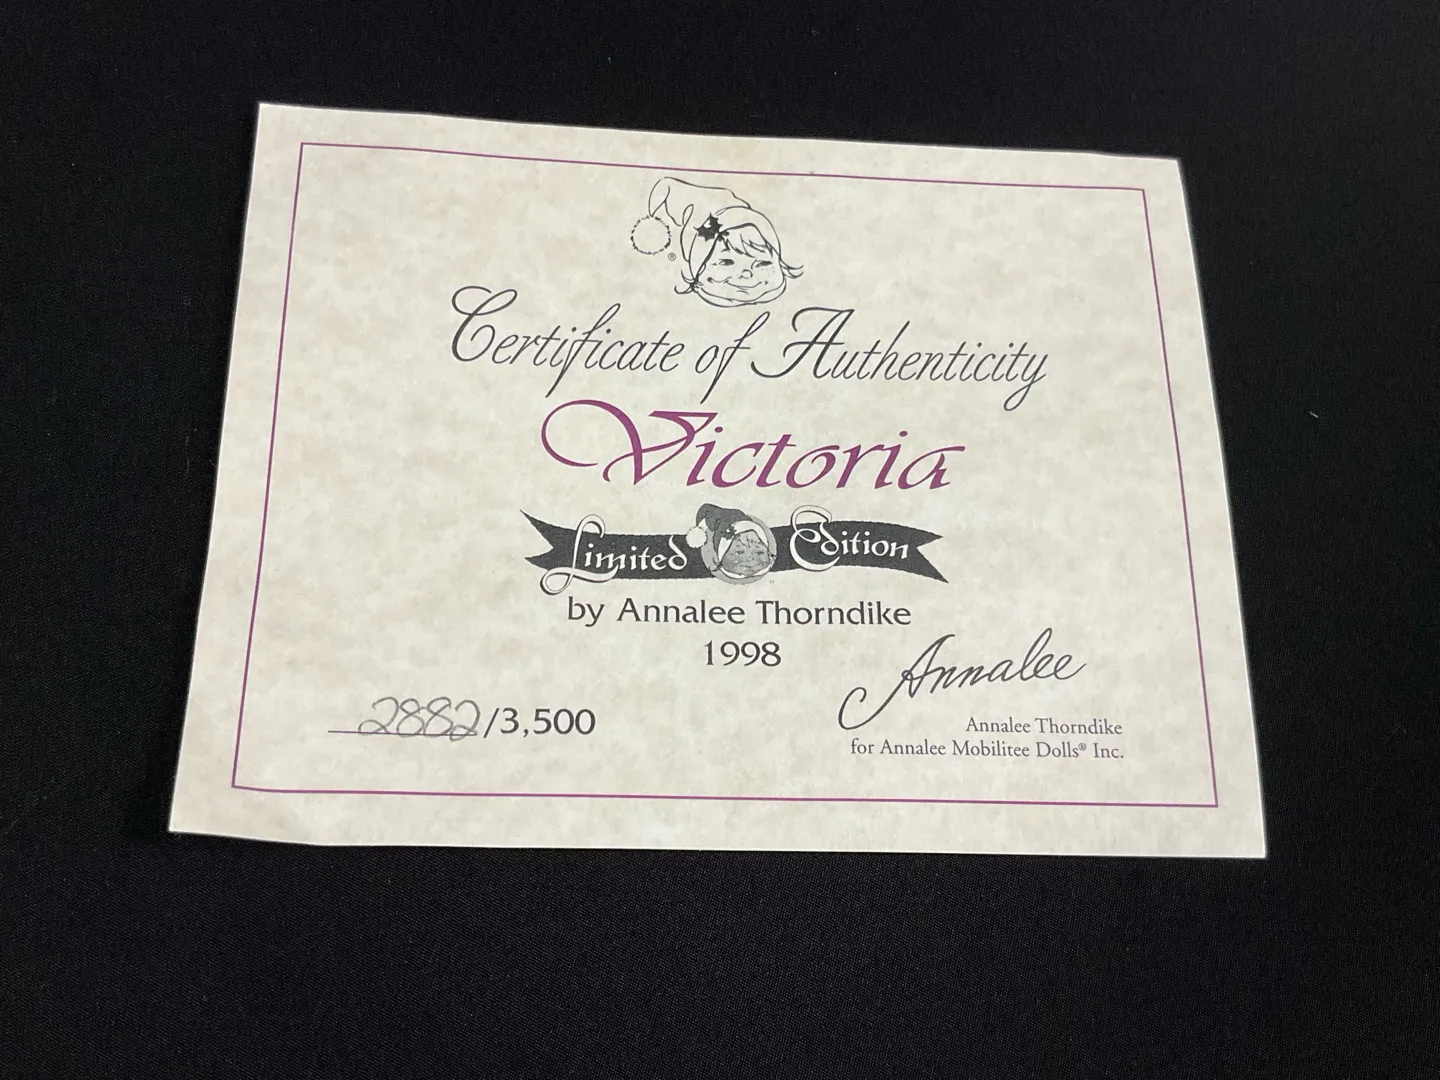 ®
Certificate of Authenticity
Victoria
Limited Edition
by Annalee Thorndike
1998
Annalee
2882/3,500
Annalee Thorndike
for Annalee Mobilitee Dolls® Inc.